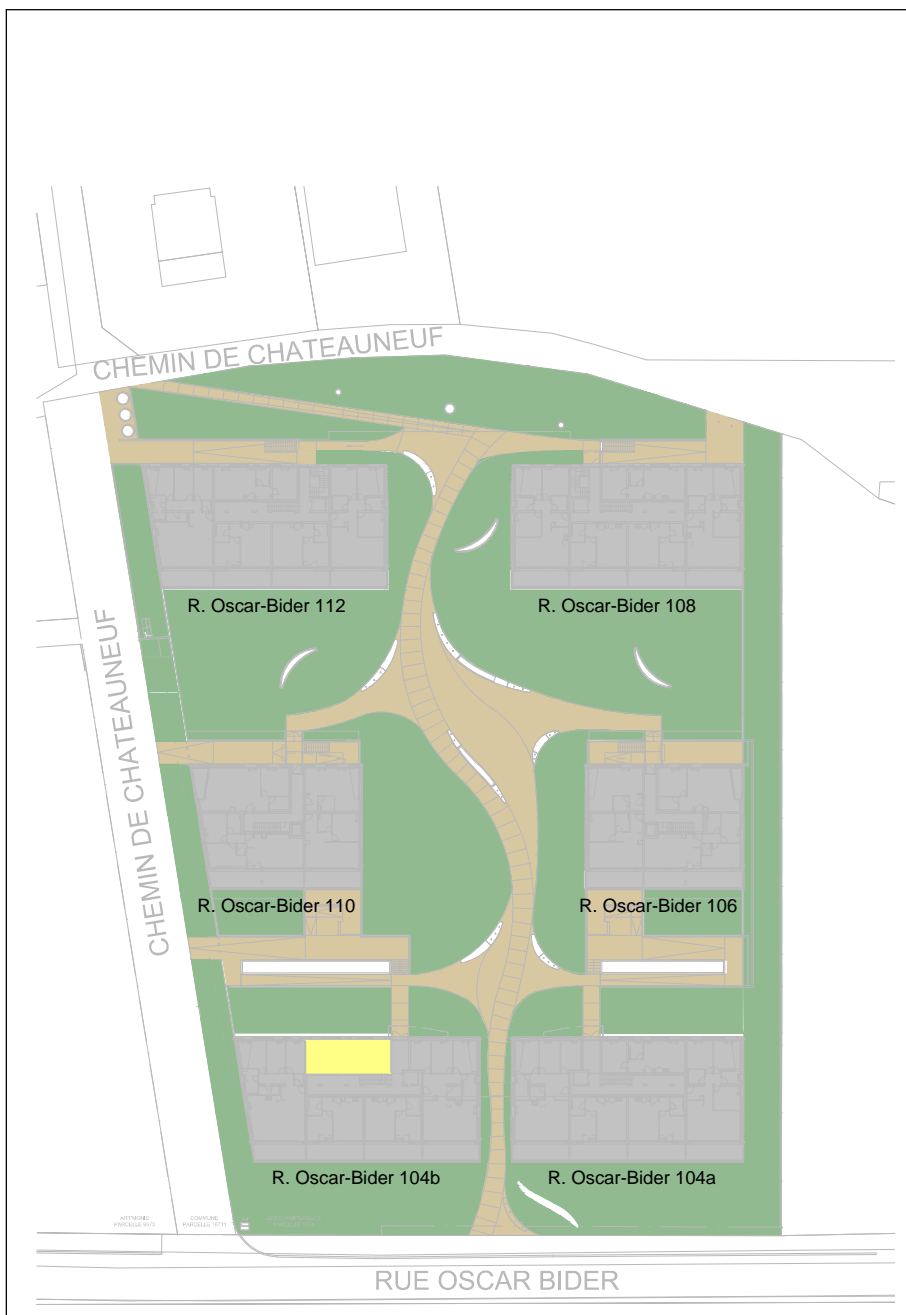 CHEMIN DE CHATEAUNEUF
R. Oscar-Bider 112
R. Oscar-Bider 108
CHEMIN DE CHATEAUNEUF
R. Oscar-Bider 110
R. Oscar-Bider 106
R. Oscar-Bider 104b
R. Oscar-Bider 104a
COMMUNE
RUE OSCAR BIDER